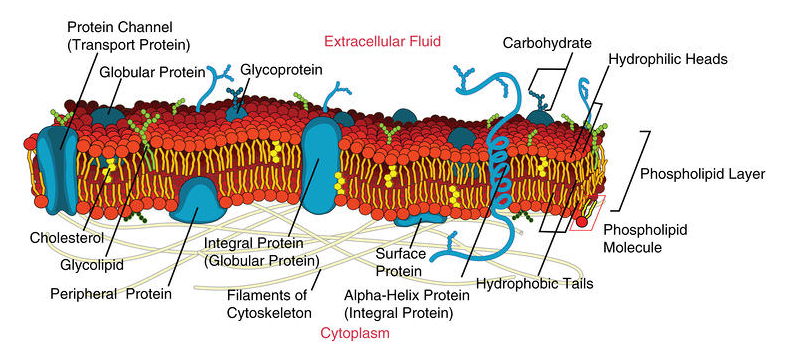 Protein Channel
(Transport Protein)
Extracellular Fluid
Carbohydrate
Globular Protein
Glycoprotein
Hydrophilic Heads
Phospholipid Layer
Phospholipid
Molecule
Cholesterol
Glycolipid
Peripheral Protein
Integral Protein
(Globular Protein)
Filaments of
Cytoskeleton
Surface
Protein
Alpha-Helix Protein
(Integral Protein)
Hydrophobic Tails
Cytoplasm